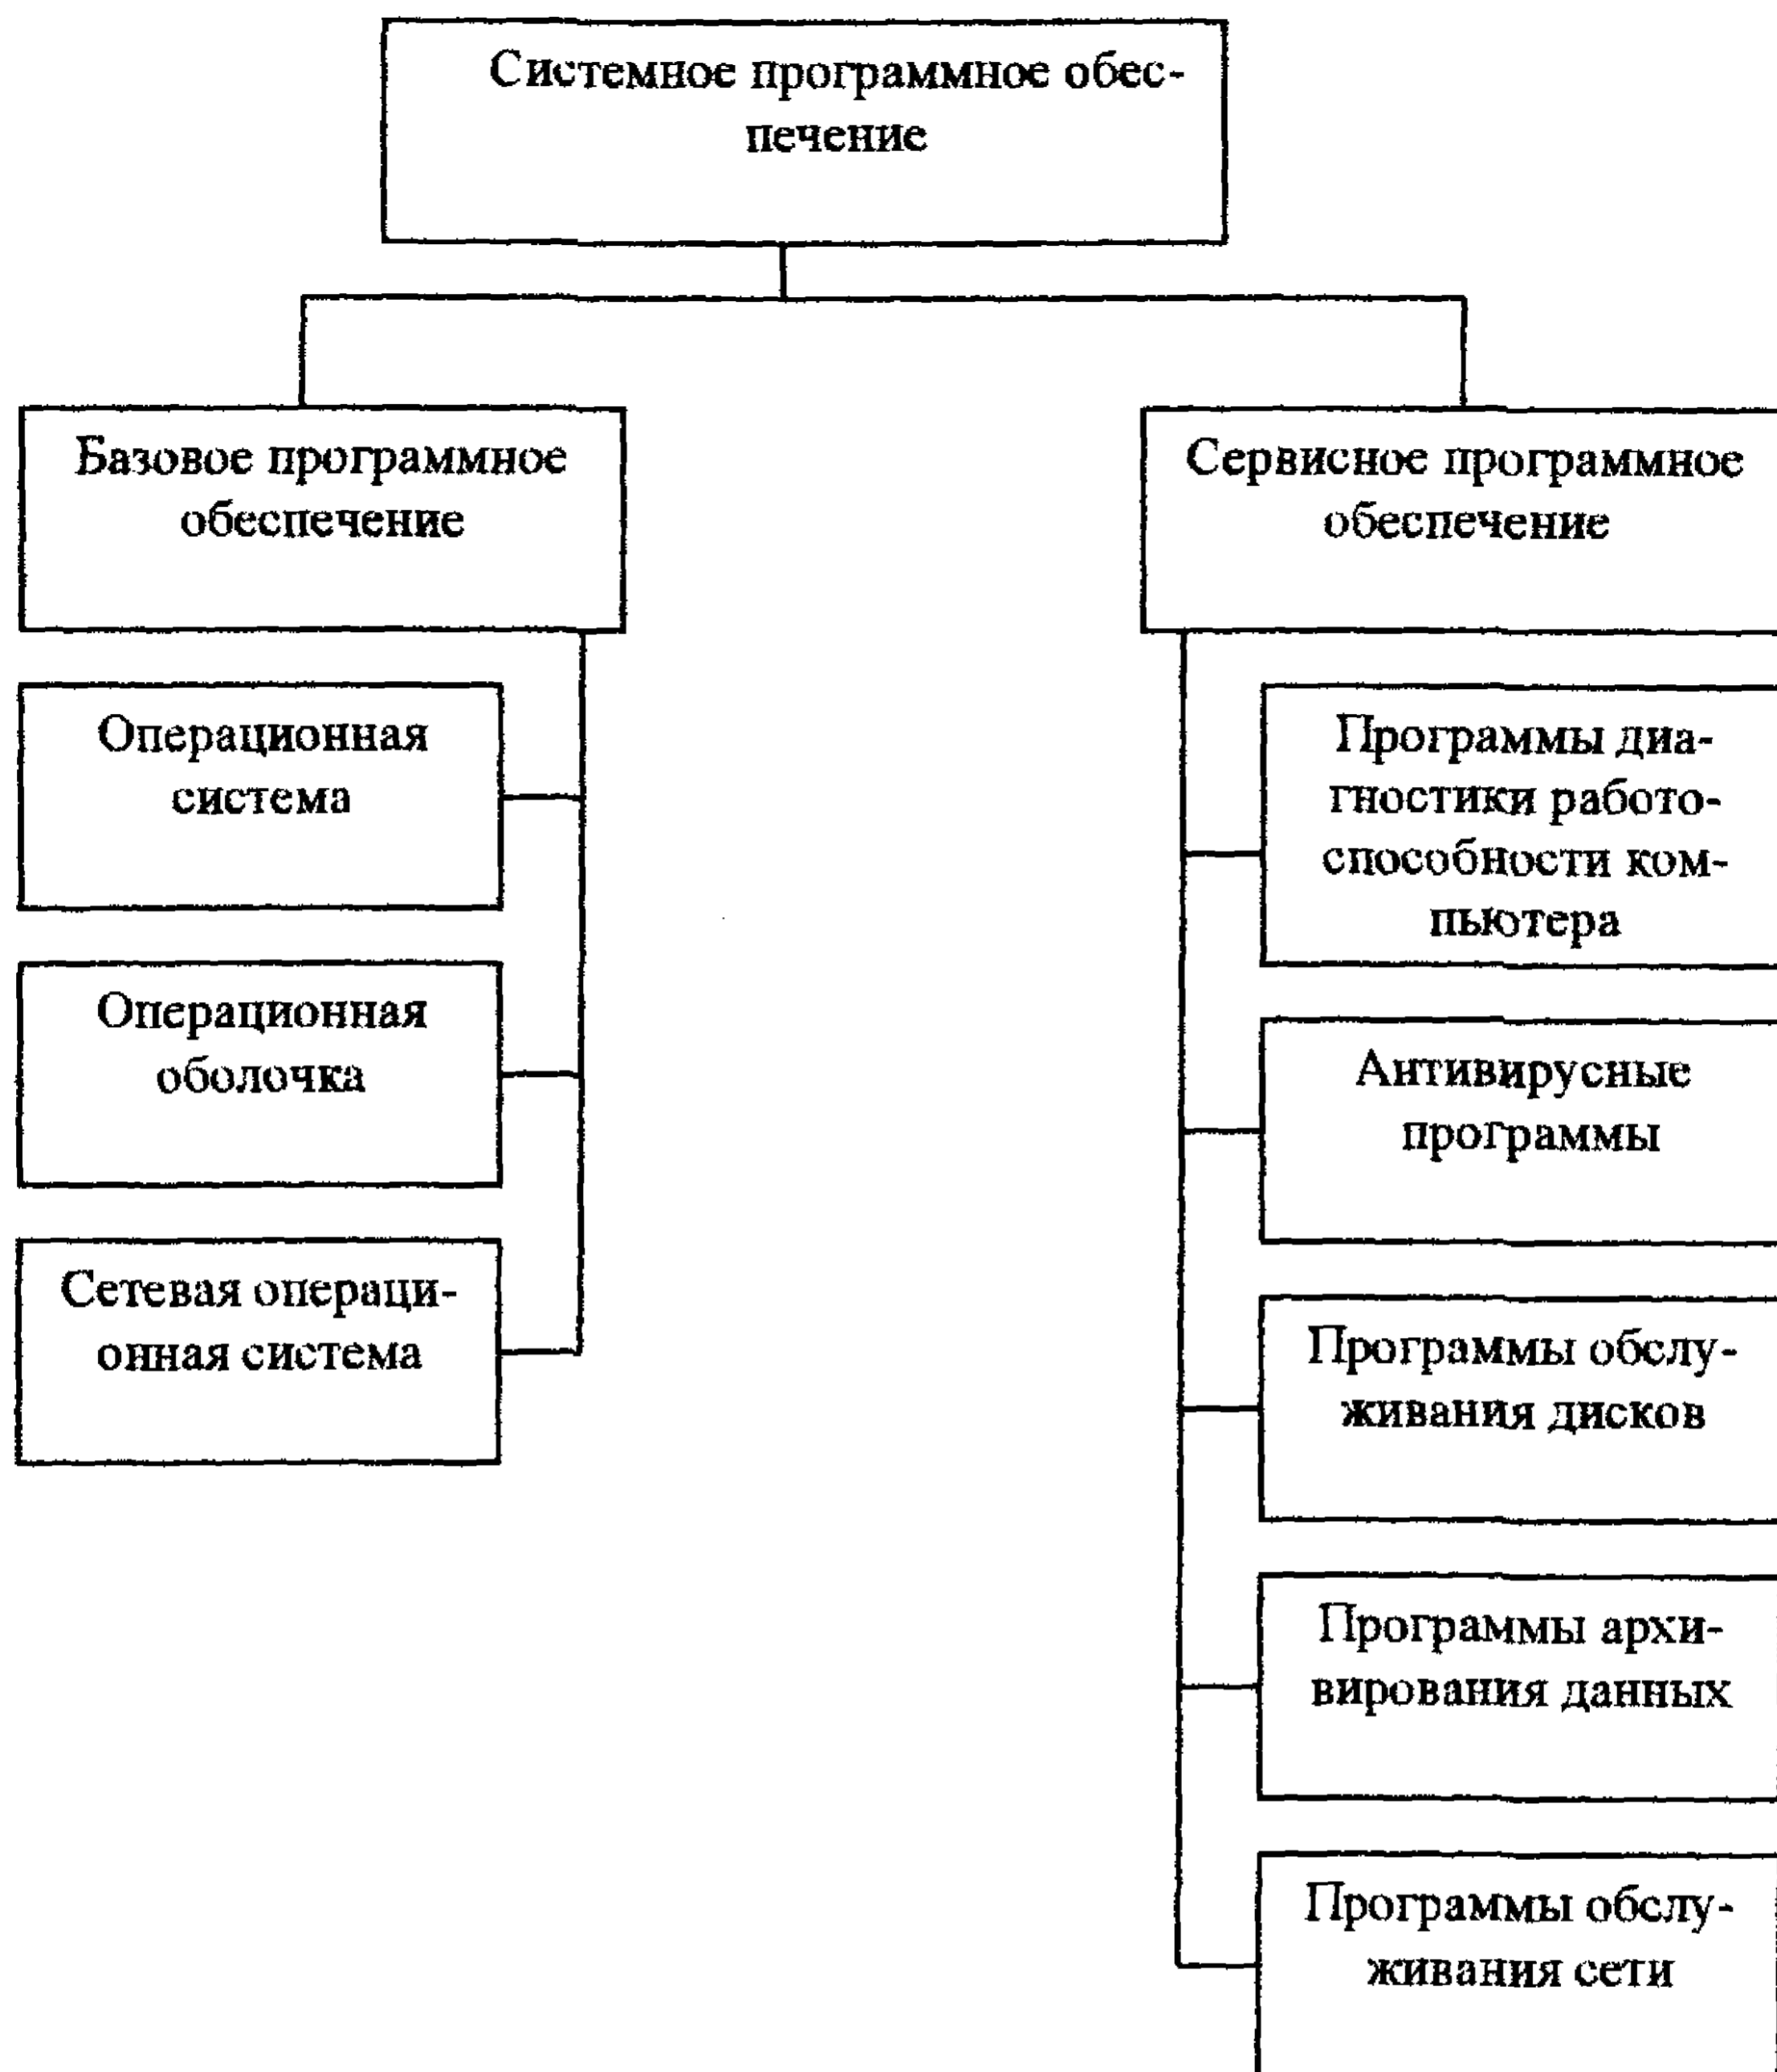 Системное программное обес-
печение
Базовое программное
обеспечение
Сервисное программное
обеспечение
Операционная
система
Операционная
оболочка
Сетевая операци-
онная система
Программы диа-
гностики работо-
способности ком-
пьютера
Антивирусные
программы
Программы обслу-
живания дисков
Программы архи-
вирования данных
Программы обслу-
живания сети